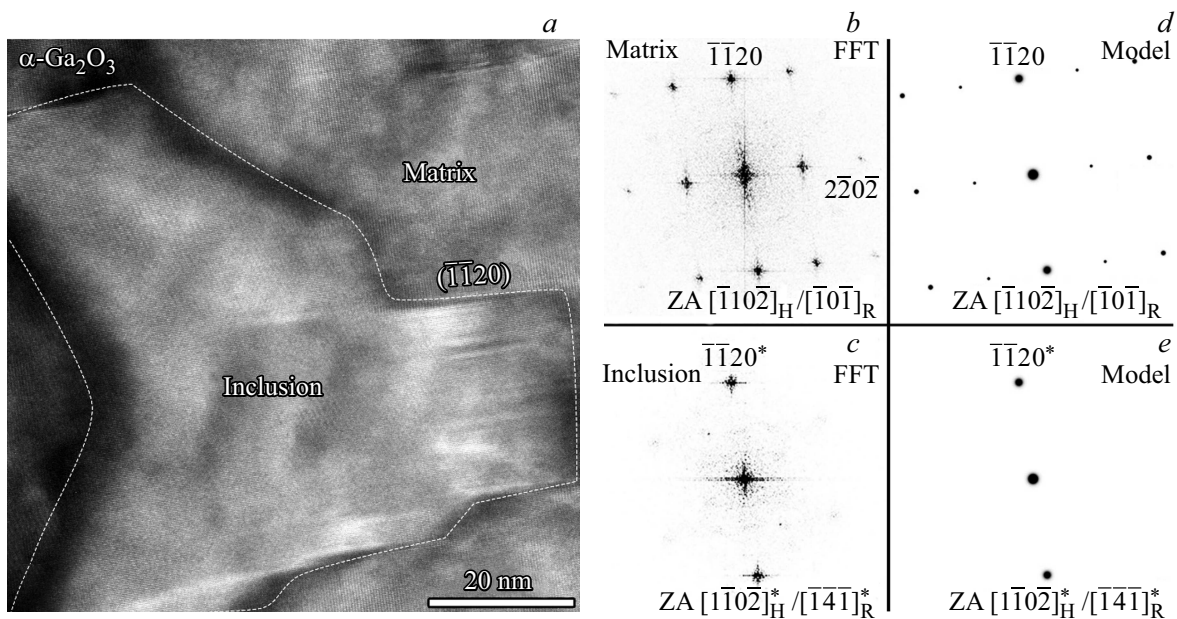 a
α-Ga₂O₃
Matrix
(1̅1̅20)
Inclusion
20 nm
b
Matrix
FFT
1̅1̅20
22̅02̅
ZA [1̅102̅]H/[1̅01̅]R
d
Model
1̅1̅20
ZA [1̅102̅]H/[1̅01̅]R
c
Inclusion
FFT
1̅1̅20*
ZA [11̅02̅]*H/[1̅4̅1̅]*R
e
Model
1̅1̅20*
ZA [11̅02̅]*H/[1̅4̅1̅]*R